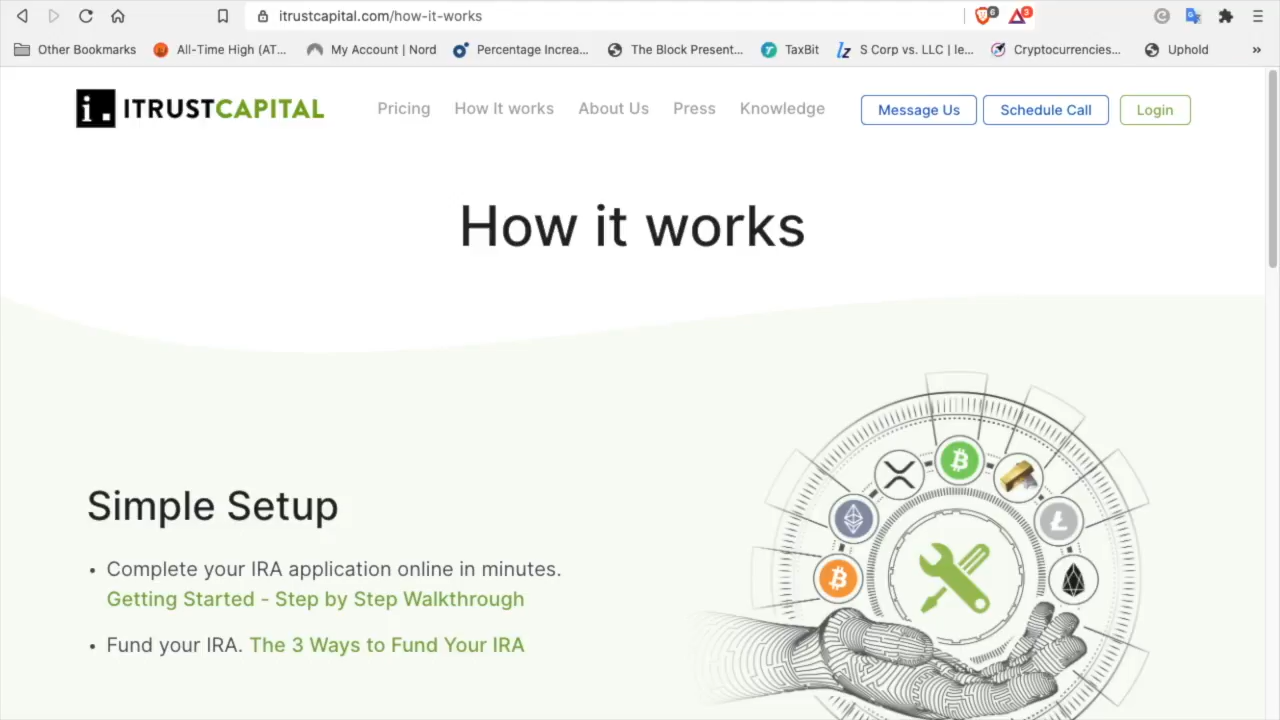 itrustcapital.com/how-it-works
6
3
Other Bookmarks
All-Time High (AT...
My Account | Nord
Percentage Increa...
The Block Present...
TaxBit
S Corp vs. LLC | le...
Cryptocurrencies...
Uphold
»
i. ITRUSTCAPITAL
Pricing
How It works
About Us
Press
Knowledge
Message Us
Schedule Call
Login
How it works
Simple Setup
• Complete your IRA application online in minutes.
Getting Started - Step by Step Walkthrough
• Fund your IRA. The 3 Ways to Fund Your IRA